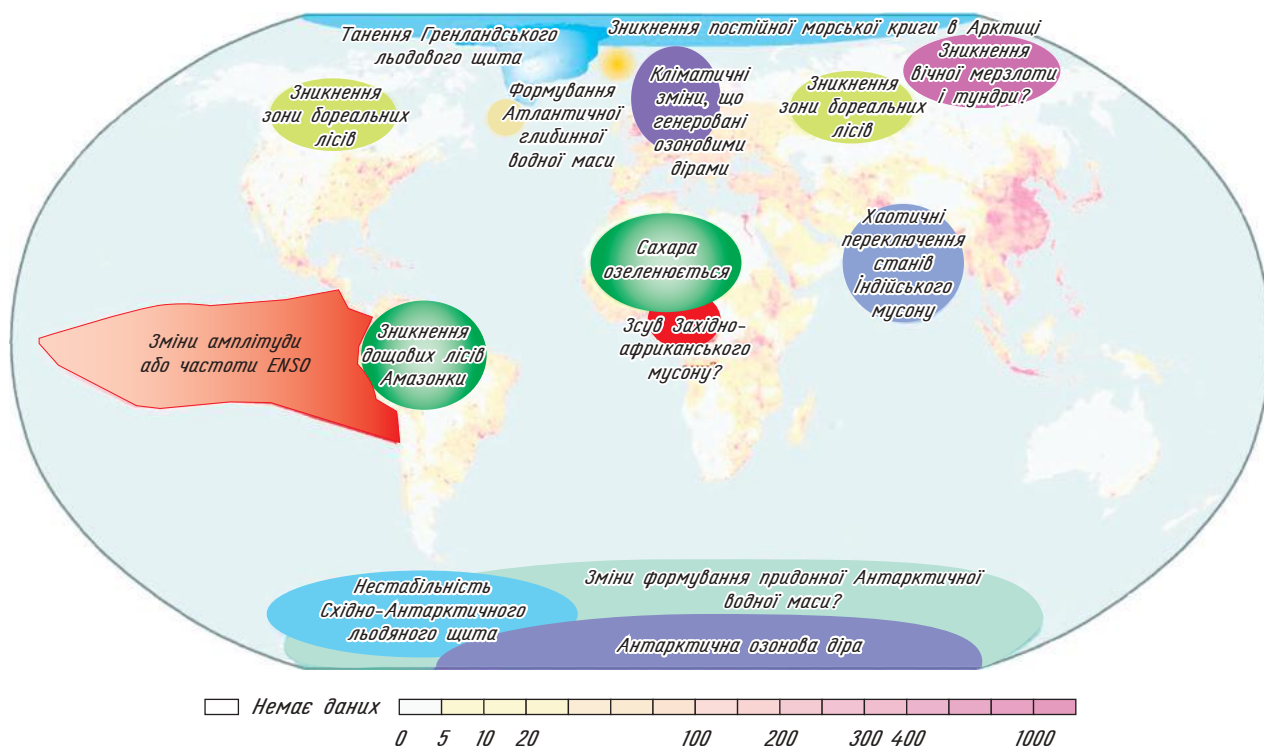 Зникнення постійної морської криги в Арктиці
Танення Гренландського
льодового щита
Зникнення
вічної мерзлоти
і тундри?
Зникнення
зони бореальних
лісів
Формування
Атлантичної
глибинної
водної маси
Кліматичні
зміни, що
генеровані
озоновими
дірами
Зникнення
зони бореальних
лісів
Сахара
озеленюється
Хаотичні
переключення
станів
Індійського
мусону
Зміни амплітуди
або частоти ENSO
Зникнення
дощових лісів
Амазонки
Зсув Західно-
африканського
мусону?
Нестабільність
Східно-Антарктичного
льодяного щита
Зміни формування придонної Антарктичної
водної маси?
Антарктична озонова діра
Немає даних
0 5 10 20 100 200 300 400 1000